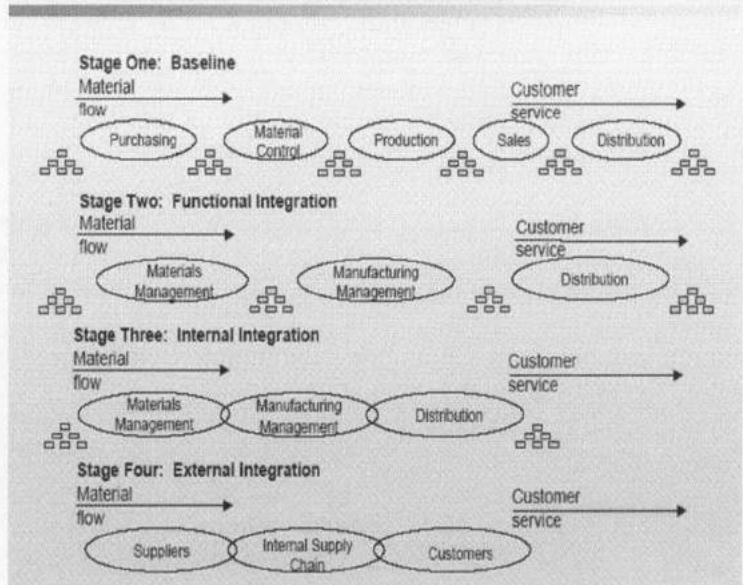 Stage One: Baseline
Material
flow
Customer
service
Purchasing
Material
Control
Production
Sales
Distribution
Stage Two: Functional Integration
Material
flow
Customer
service
Materials
Management
Manufacturing
Management
Distribution
Stage Three: Internal Integration
Material
flow
Customer
service
Materials
Management
Manufacturing
Management
Distribution
Stage Four: External Integration
Material
flow
Customer
service
Suppliers
Internal Supply
Chain
Customers